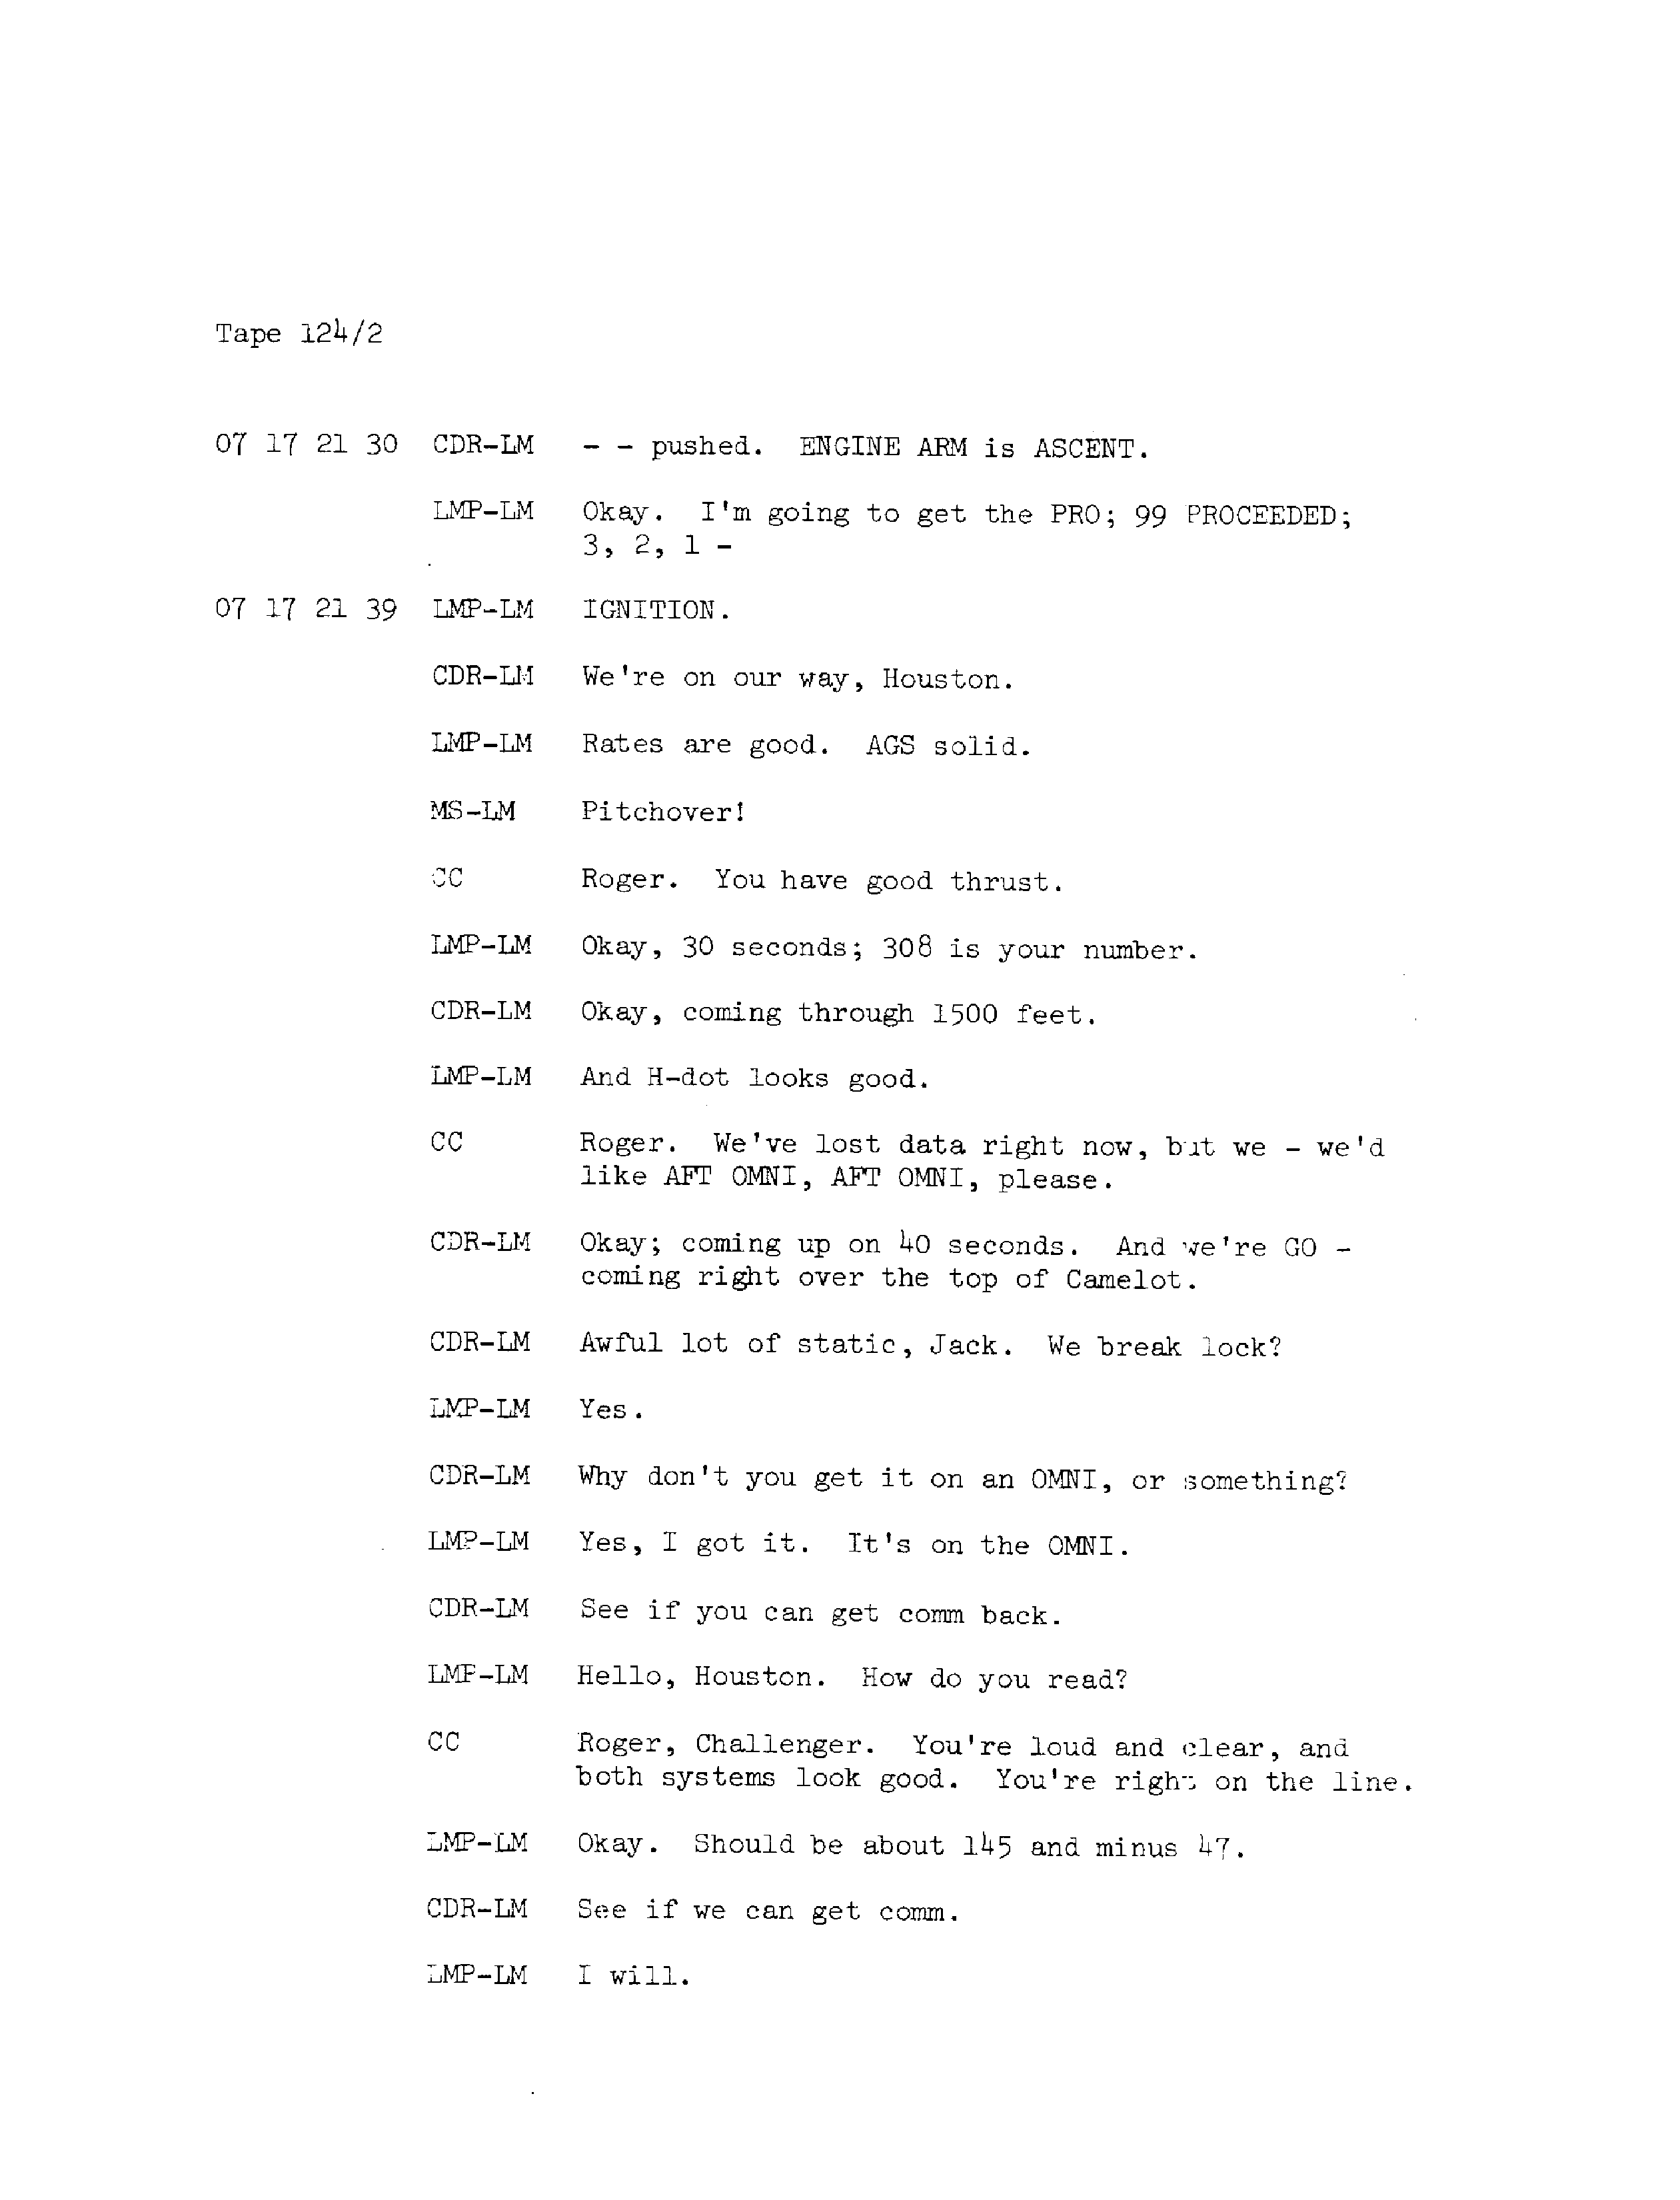 Tape 124/2
07 17 21 30 CDR-LM - - pushed. ENGINE ARM is ASCENT.
LMP-LM Okay. I'm going to get the PRO; 99 PROCEEDED;
3, 2, 1 -
07 17 21 39 LMP-LM IGNITION.
CDR-LM We're on our way, Houston.
LMP-LM Rates are good. AGS solid.
MS-LM Pitchover!
CC Roger. You have good thrust.
LMP-LM Okay, 30 seconds; 308 is your number.
CDR-LM Okay, coming through 1500 feet.
LMP-LM And H-dot looks good.
CC Roger. We've lost data right now, but we - we'd
like AFT OMNI, AFT OMNI, please.
CDR-LM Okay; coming up on 40 seconds. And we're GO -
coming right over the top of Camelot.
CDR-LM Awful lot of static, Jack. We break lock?
LMP-LM Yes.
CDR-LM Why don't you get it on an OMNI, or something?
LMP-LM Yes, I got it. It's on the OMNI.
CDR-LM See if you can get comm back.
LMP-LM Hello, Houston. How do you read?
CC Roger, Challenger. You're loud and clear, and
both systems look good. You're right on the line.
LMP-LM Okay. Should be about 145 and minus 47.
CDR-LM See if we can get comm.
LMP-LM I will.